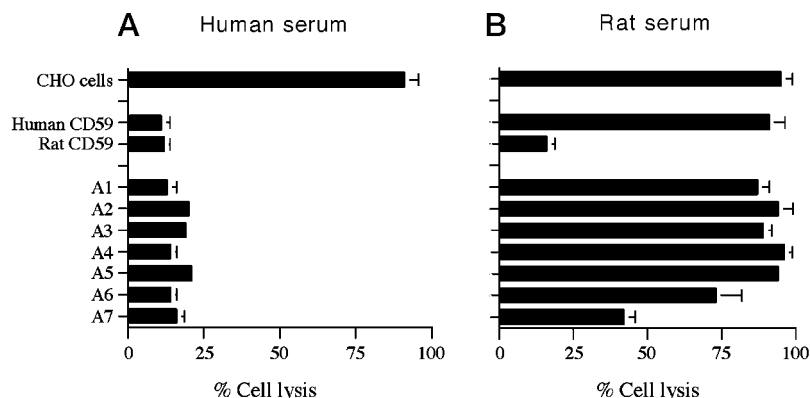 A Human serum
B Rat serum
CHO cells
Human CD59
Rat CD59
A1
A2
A3
A4
A5
A6
A7
0 25 50 75 100
0 25 50 75 100
% Cell lysis
% Cell lysis